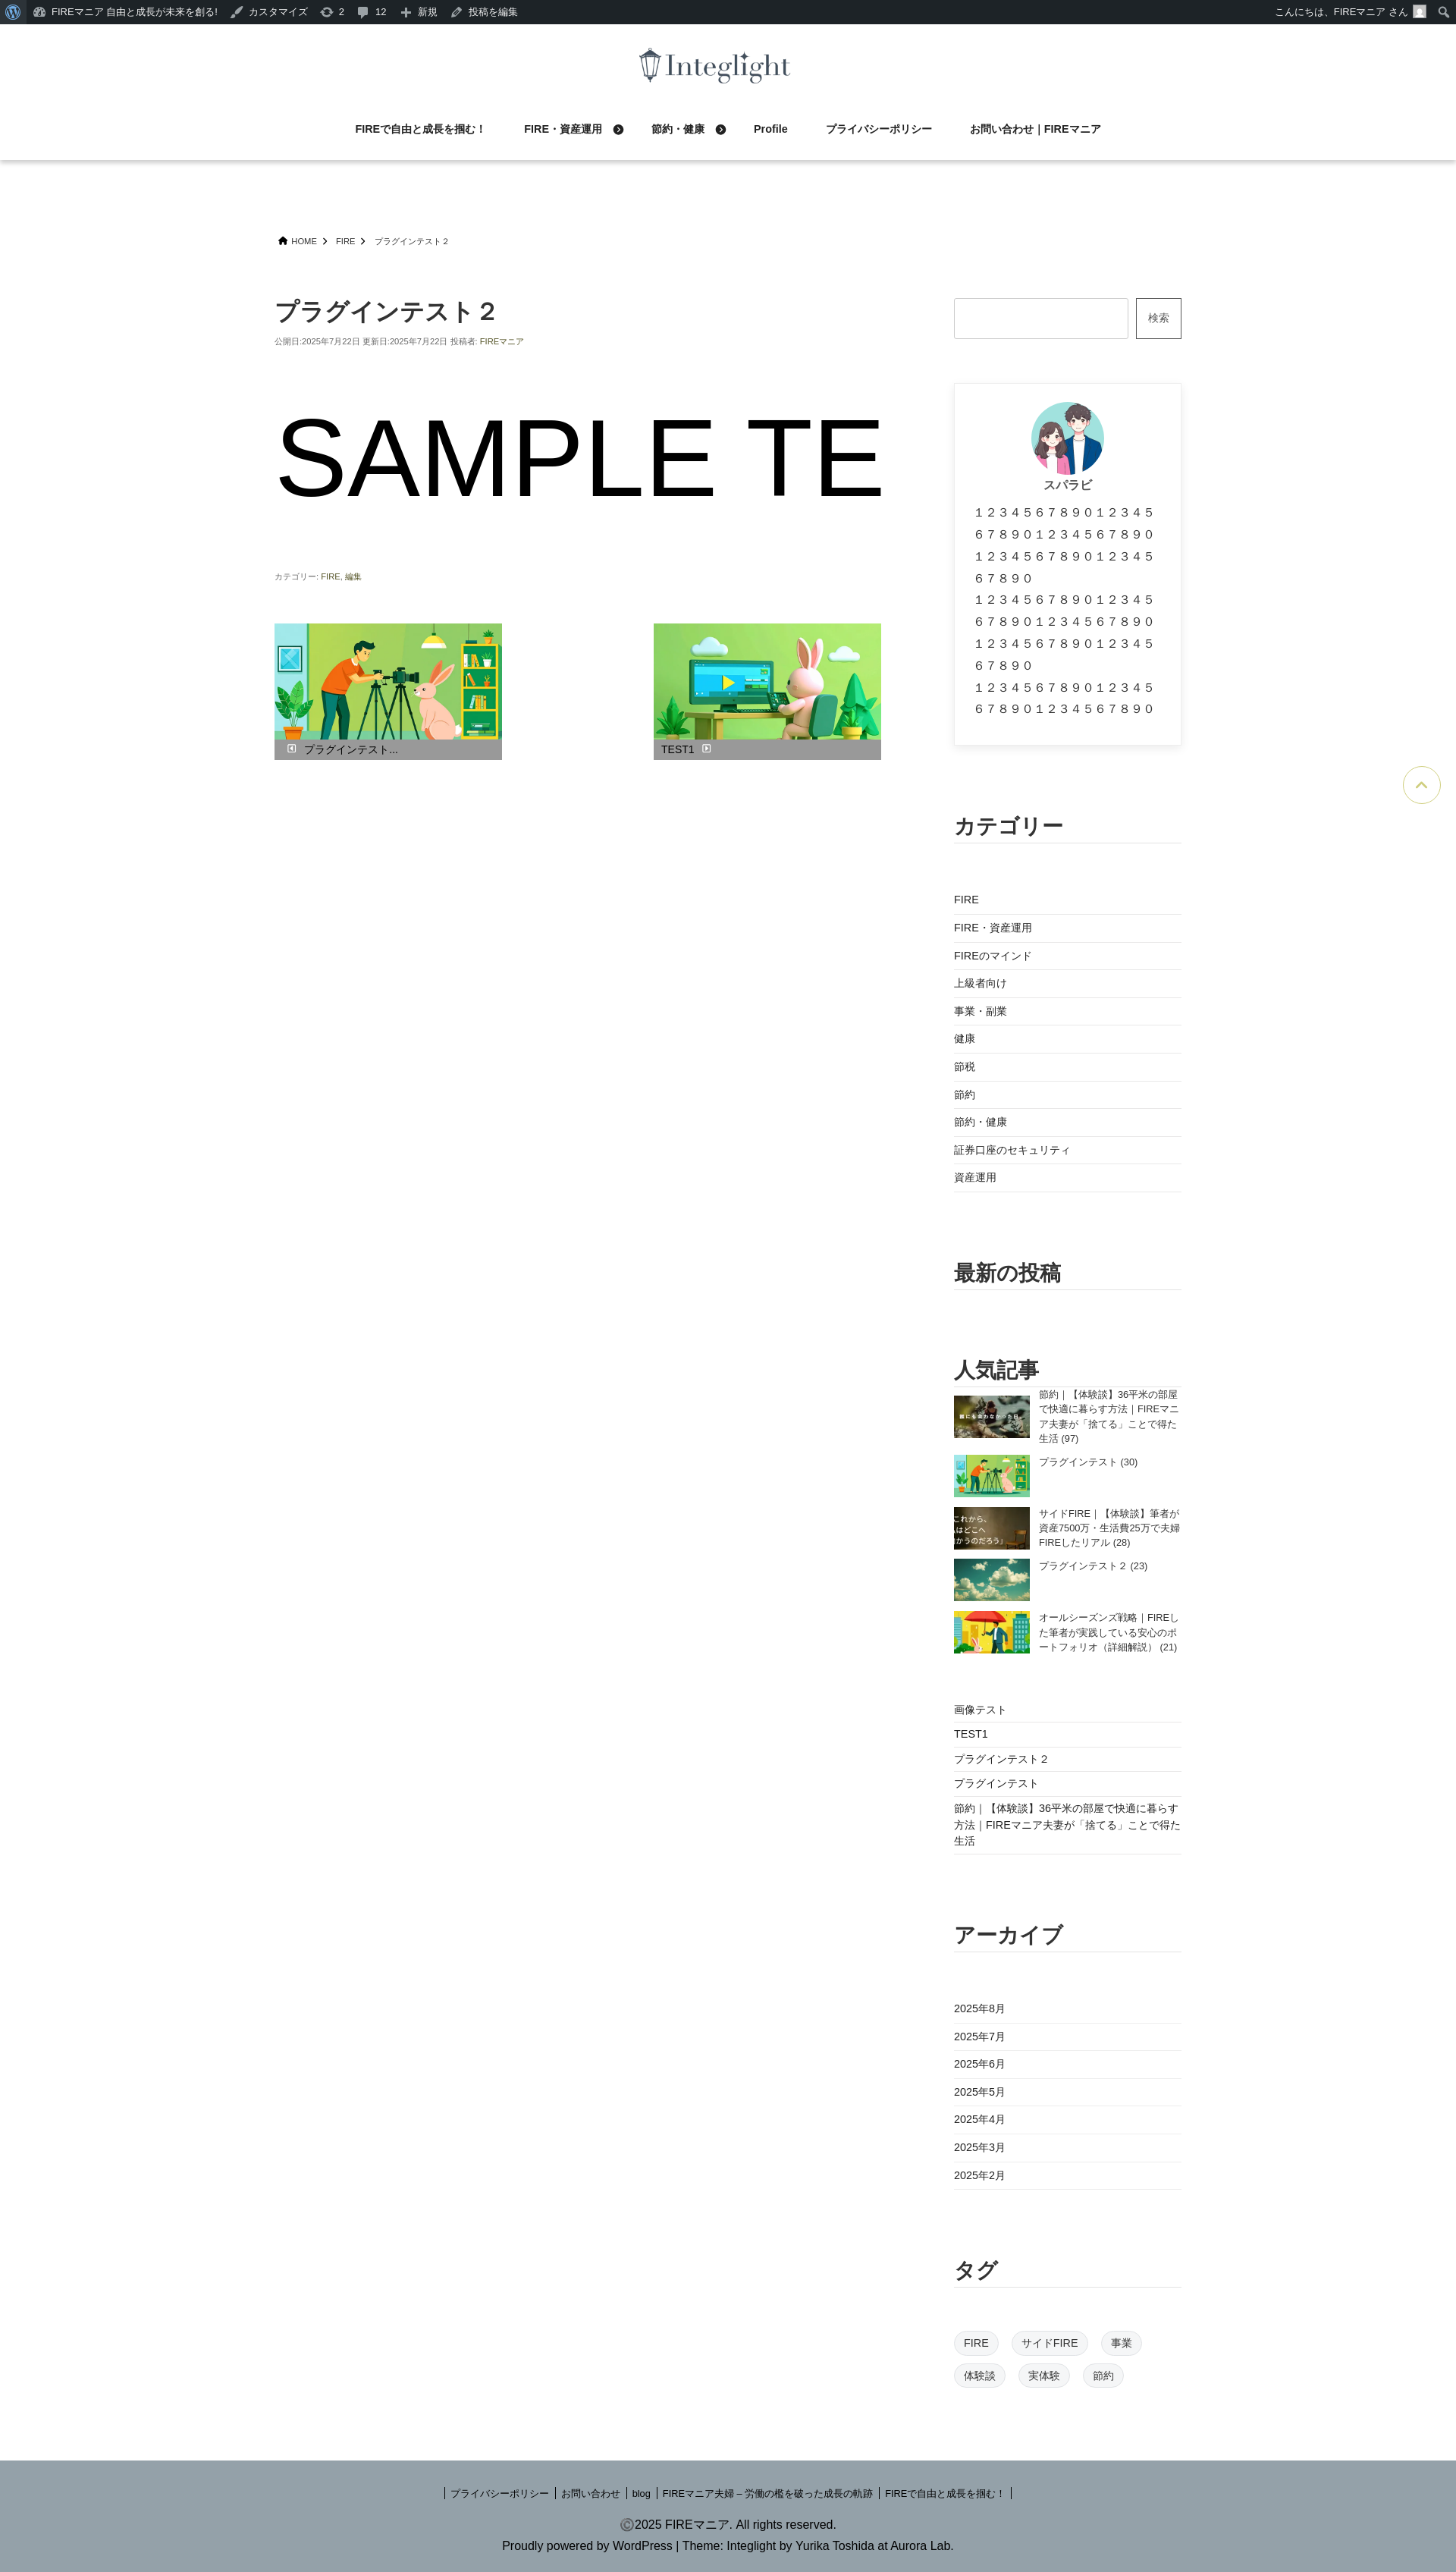 FIREマニア 自由と成長が未来を創る! カスタマイズ 2 12 新規 投稿を編集 こんにちは、FIREマニア さん
Integlight
FIREで自由と成長を掴む！ FIRE・資産運用 節約・健康 Profile プライバシーポリシー お問い合わせ｜FIREマニア
HOME FIRE プラグインテスト２
プラグインテスト２
公開日:2025年7月22日 更新日:2025年7月22日 投稿者: FIREマニア
SAMPLE TE
カテゴリー: FIRE, 編集
プラグインテスト...
TEST1
検索
スパラビ
１２３４５６７８９０１２３４５
６７８９０１２３４５６７８９０
１２３４５６７８９０１２３４５
６７８９０
１２３４５６７８９０１２３４５
６７８９０１２３４５６７８９０
１２３４５６７８９０１２３４５
６７８９０
１２３４５６７８９０１２３４５
６７８９０１２３４５６７８９０
カテゴリー
FIRE
FIRE・資産運用
FIREのマインド
上級者向け
事業・副業
健康
節税
節約
節約・健康
証券口座のセキュリティ
資産運用
最新の投稿
人気記事
節約｜【体験談】36平米の部屋
で快適に暮らす方法｜FIREマニ
ア夫妻が「捨てる」ことで得た
生活 (97)
プラグインテスト (30)
これから、
はどこへ
かうのだろう」
サイドFIRE｜【体験談】筆者が
資産7500万・生活費25万で夫婦
FIREしたリアル (28)
プラグインテスト２ (23)
オールシーズンズ戦略｜FIREし
た筆者が実践している安心のポ
ートフォリオ（詳細解説） (21)
画像テスト
TEST1
プラグインテスト２
プラグインテスト
節約｜【体験談】36平米の部屋で快適に暮らす
方法｜FIREマニア夫妻が「捨てる」ことで得た
生活
アーカイブ
2025年8月
2025年7月
2025年6月
2025年5月
2025年4月
2025年3月
2025年2月
タグ
FIRE サイドFIRE 事業
体験談 実体験 節約
プライバシーポリシー お問い合わせ blog FIREマニア夫婦 – 労働の檻を破った成長の軌跡 FIREで自由と成長を掴む！
©2025 FIREマニア. All rights reserved.
Proudly powered by WordPress | Theme: Integlight by Yurika Toshida at Aurora Lab.